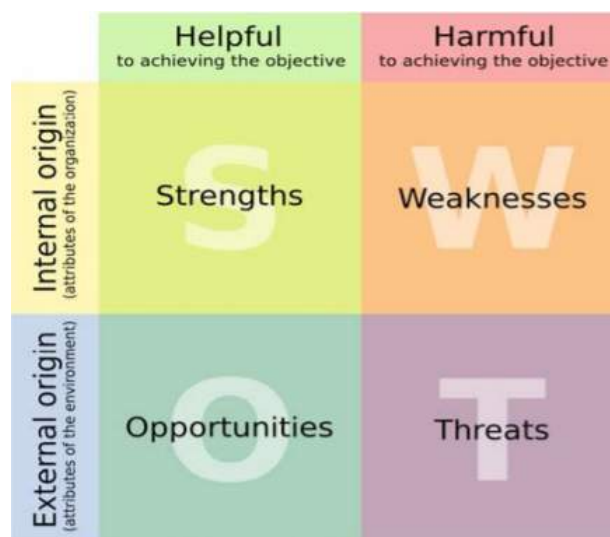 Helpful
to achieving the objective
Harmful
to achieving the objective
Internal origin
(attributes of the organization)
S
Strengths
W
Weaknesses
External origin
(attributes of the environment)
O
Opportunities
T
Threats